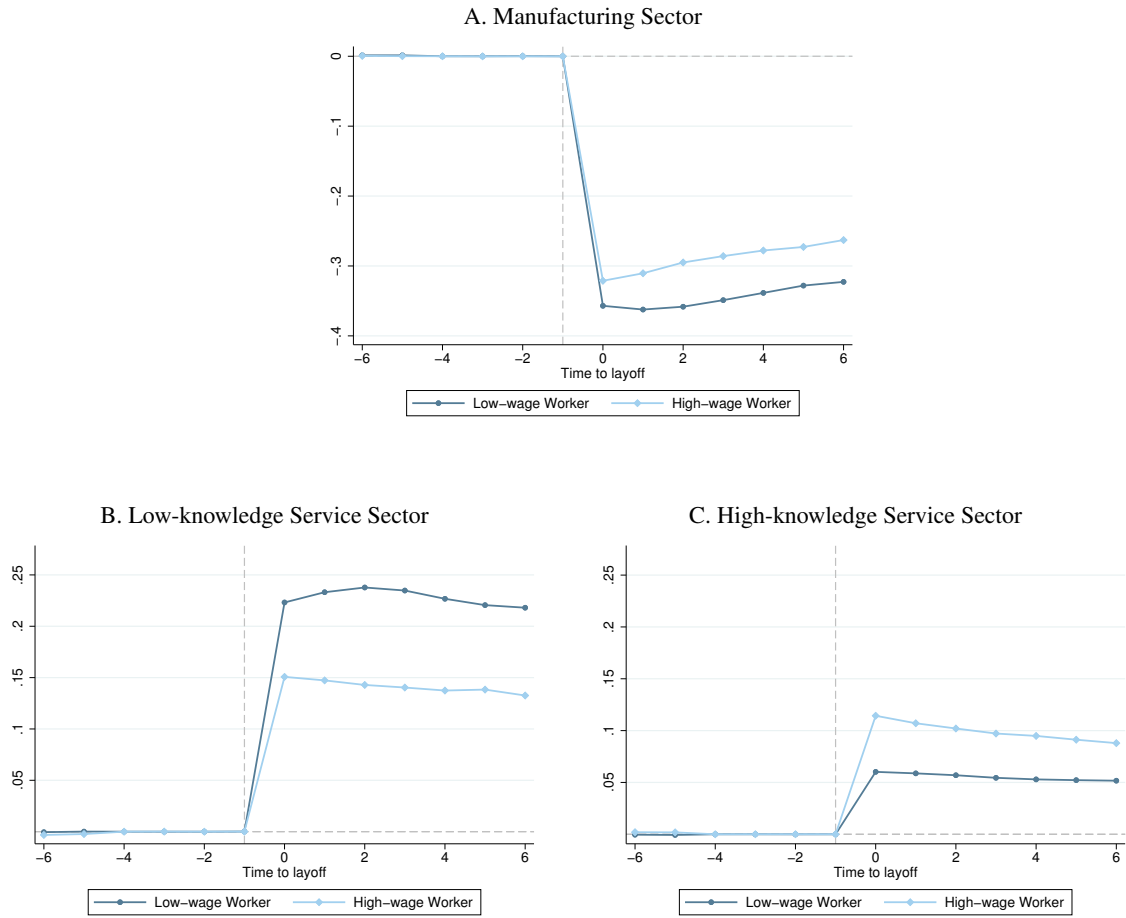 A. Manufacturing Sector
0
−.1
−.2
−.3
−.4
−6 −4 −2 0 2 4 6
Time to layoff
Low−wage Worker High−wage Worker
B. Low-knowledge Service Sector
.25
.2
.15
.1
.05
−6 −4 −2 0 2 4 6
Time to layoff
Low−wage Worker High−wage Worker
C. High-knowledge Service Sector
.25
.2
.15
.1
.05
−6 −4 −2 0 2 4 6
Time to layoff
Low−wage Worker High−wage Worker